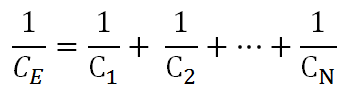 1/C_E = 1/C_1 + 1/C_2 + ⋯ + 1/C_N